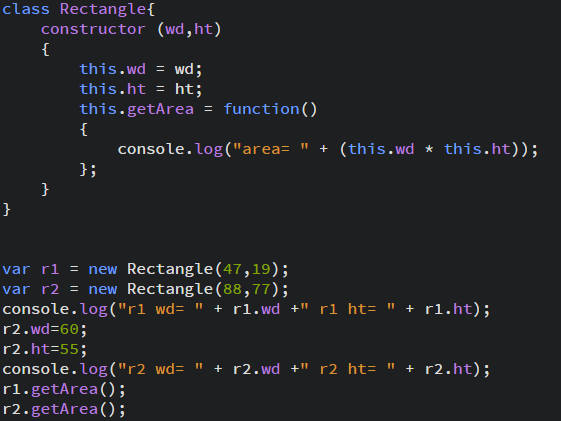 class Rectangle{
    constructor (wd,ht)
    {
        this.wd = wd;
        this.ht = ht;
        this.getArea = function()
        {
            console.log("area= " + (this.wd * this.ht));
        };
    }
}
var r1 = new Rectangle(47,19);
var r2 = new Rectangle(88,77);
console.log("r1 wd= " + r1.wd +" r1 ht= " + r1.ht);
r2.wd=60;
r2.ht=55;
console.log("r2 wd= " + r2.wd +" r2 ht= " + r2.ht);
r1.getArea();
r2.getArea();